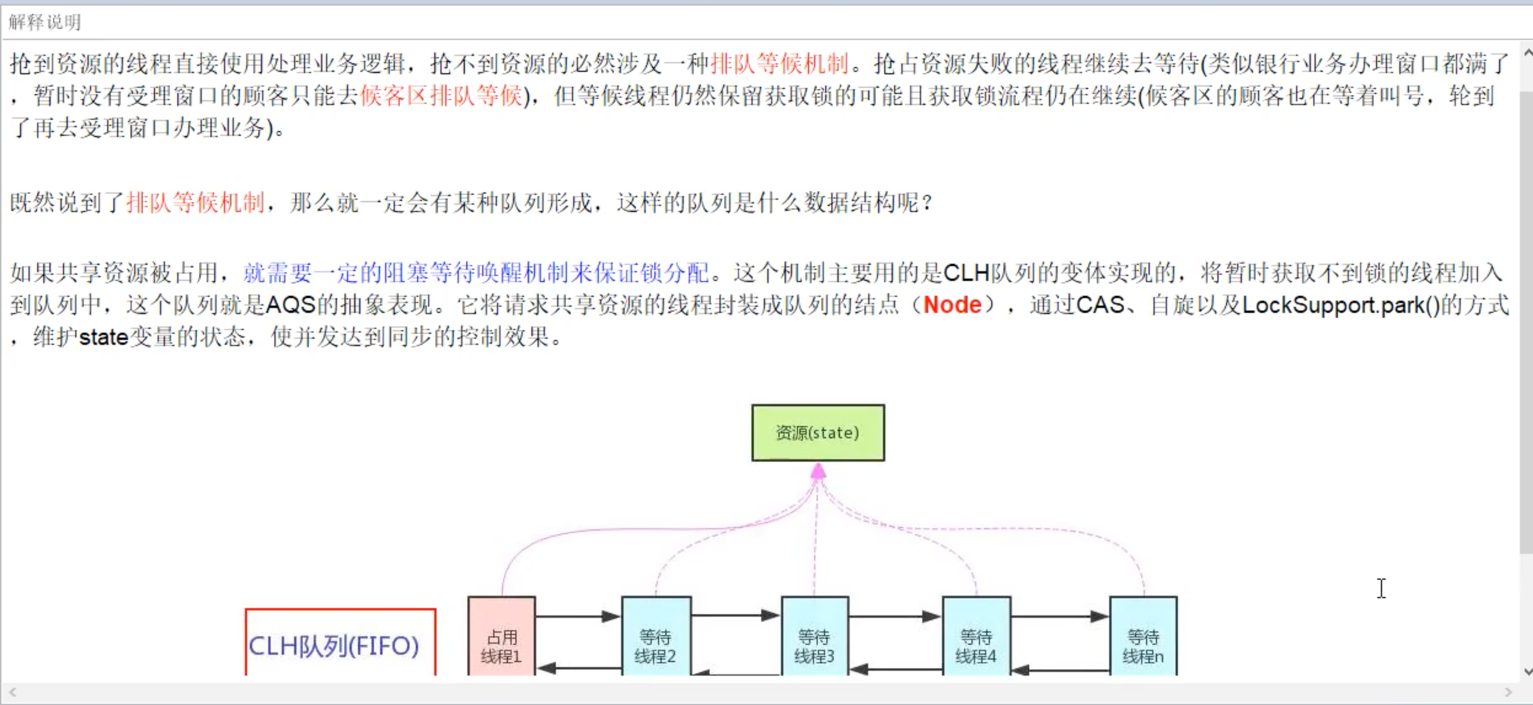 解释说明
抢到资源的线程直接使用处理业务逻辑，抢不到资源的必然涉及一种排队等候机制。抢占资源失败的线程继续去等待(类似银行业务办理窗口都满了
，暂时没有受理窗口的顾客只能去候客区排队等候)，但等候线程仍然保留获取锁的可能且获取锁流程仍在继续(候客区的顾客也在等着叫号，轮到
了再去受理窗口办理业务)。
既然说到了排队等候机制，那么就一定会有某种队列形成，这样的队列是什么数据结构呢？
如果共享资源被占用，就需要一定的阻塞等待唤醒机制来保证锁分配。这个机制主要用的是CLH队列的变体实现的，将暂时获取不到锁的线程加入
到队列中，这个队列就是AQS的抽象表现。它将请求共享资源的线程封装成队列的结点（Node），通过CAS、自旋以及LockSupport.park()的方式
，维护state变量的状态，使并发达到同步的控制效果。
资源(state)
CLH队列(FIFO)
占用
线程1
等待
线程2
等待
线程3
等待
线程4
等待
线程n